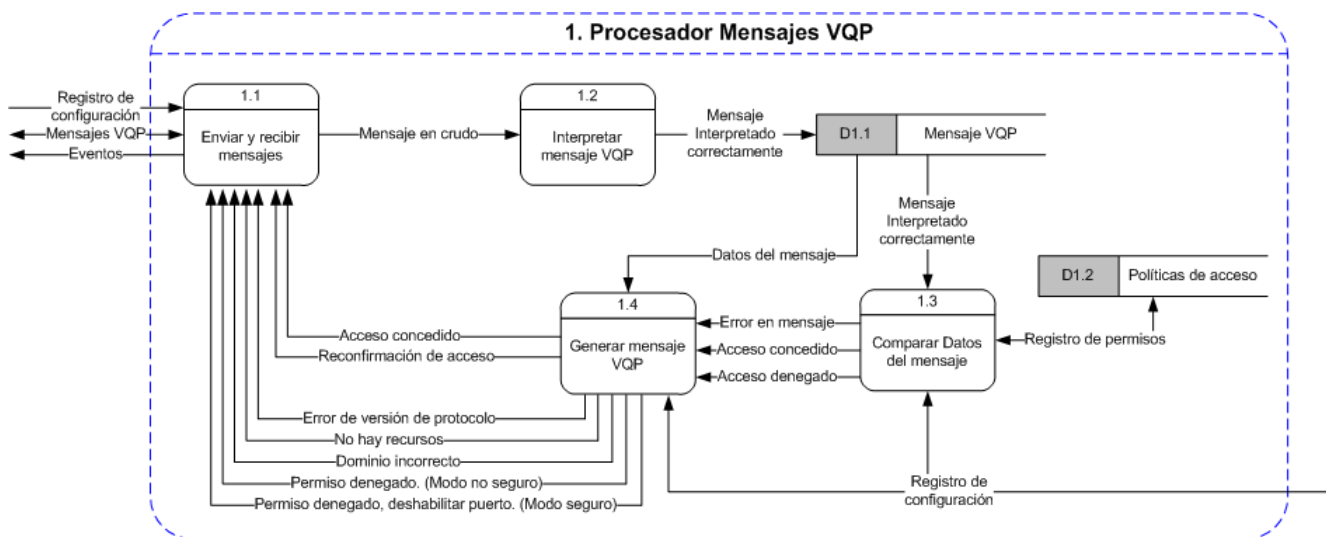 1. Procesador Mensajes VQP
1.1
Enviar y recibir
mensajes
1.2
Interpretar
mensaje VQP
Registro de
configuración
Mensajes VQP
Eventos
Mensaje en crudo
Mensaje
Interpretado
correctamente
D1.1
Mensaje VQP
Mensaje
Interpretado
correctamente
Datos del mensaje
D1.2
Políticas de acceso
1.4
Generar mensaje
VQP
1.3
Comparar Datos
del mensaje
Error en mensaje
Acceso concedido
Acceso denegado
Registro de permisos
Acceso concedido
Reconfirmación de acceso
Error de versión de protocolo
No hay recursos
Dominio incorrecto
Permiso denegado. (Modo no seguro)
Permiso denegado, deshabilitar puerto. (Modo seguro)
Registro de
configuración